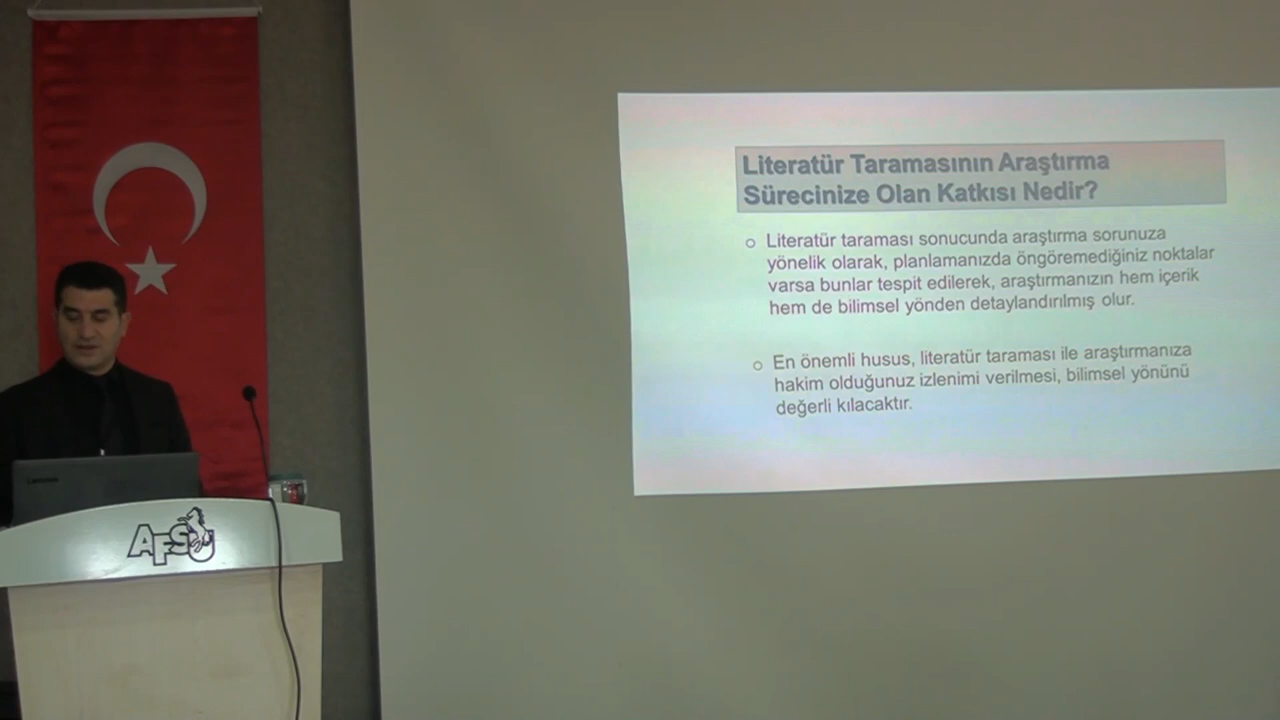 Literatür Taramasının Araştırma
Sürecinize Olan Katkısı Nedir?
Literatür taraması sonucunda araştırma sorunuza
yönelik olarak, planlamanızda öngöremediğiniz noktalar
varsa bunlar tespit edilerek, araştırmanızın hem içerik
hem de bilimsel yönden detaylandırılmış olur.
En önemli husus, literatür taraması ile araştırmanıza
hakim olduğunuz izlenimi verilmesi, bilimsel yönünü
değerli kılacaktır.
Lenovo
AFSU